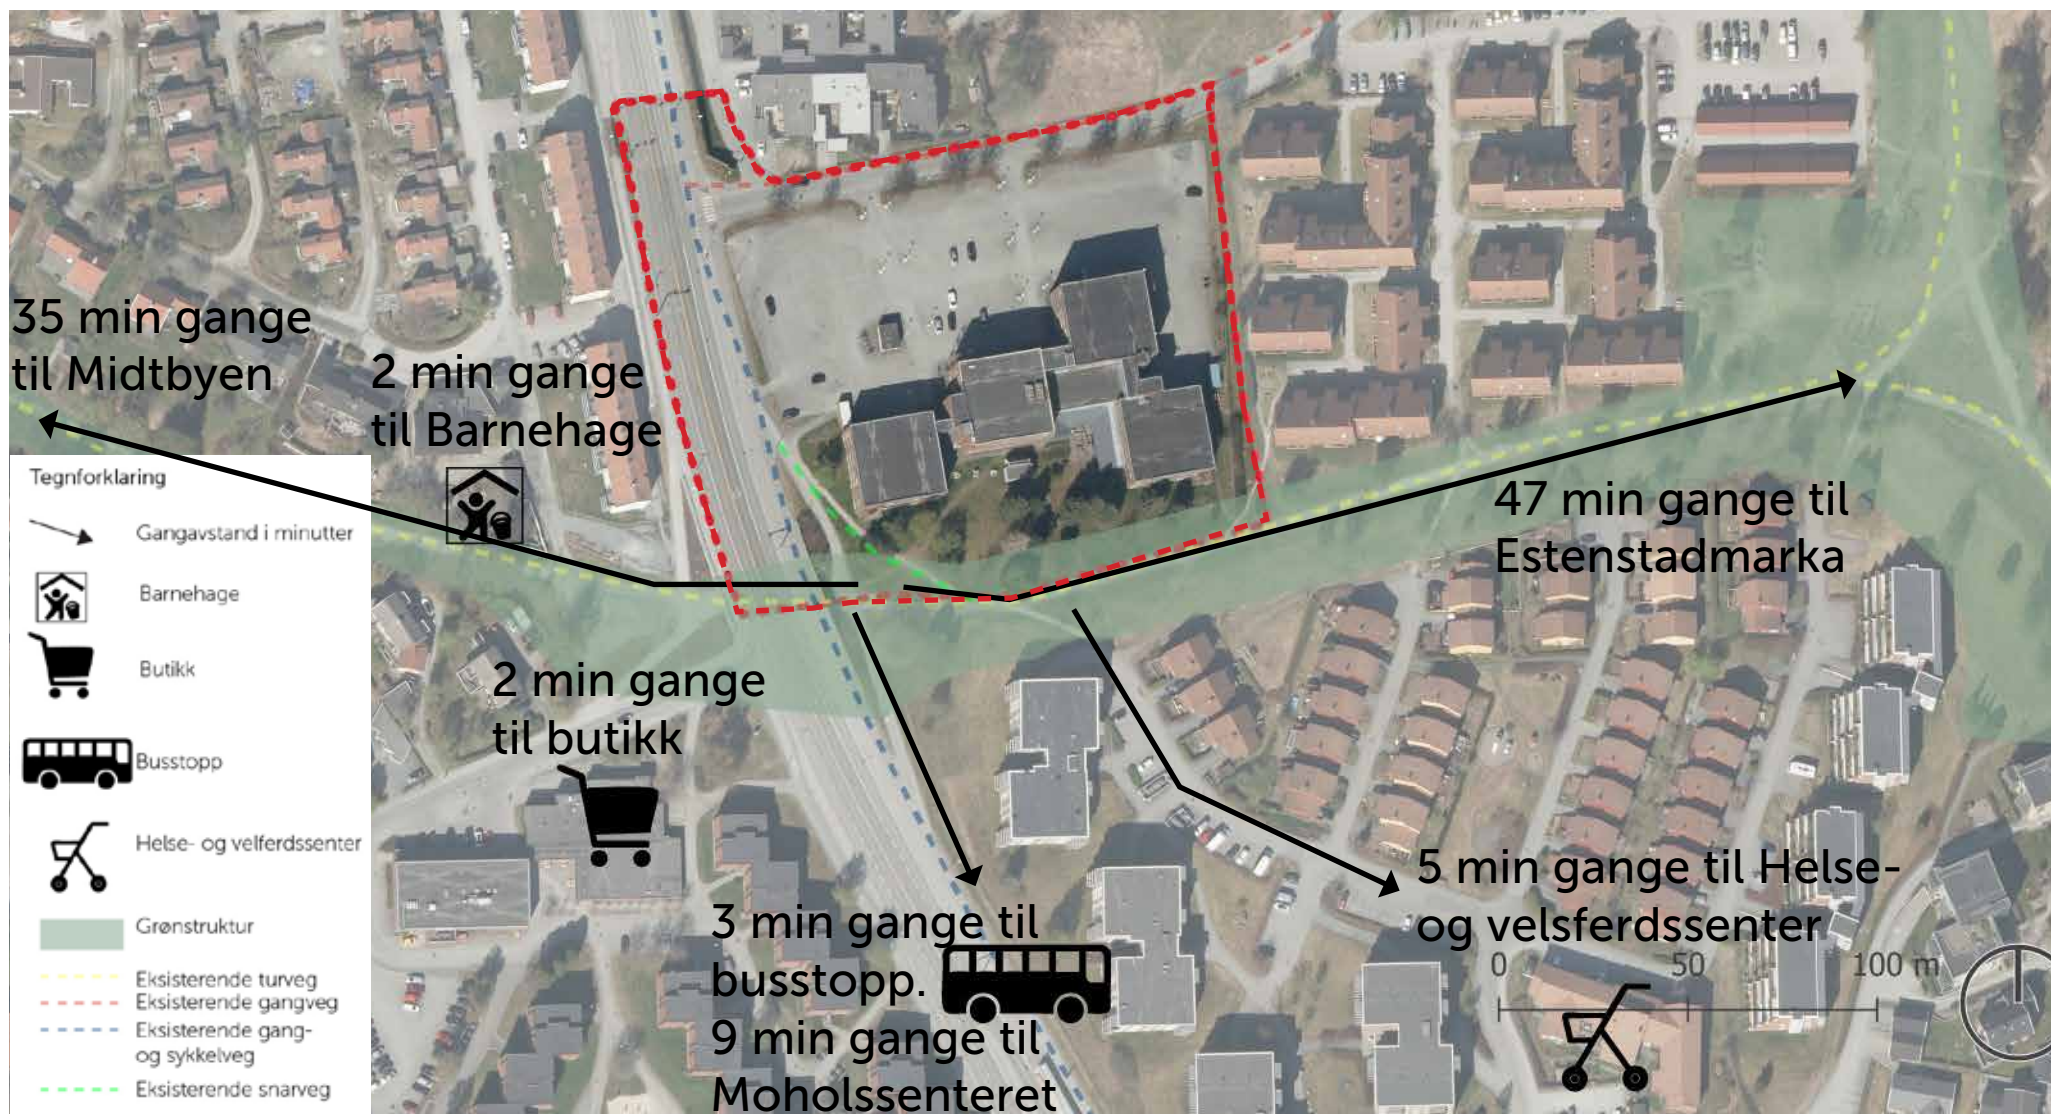 35 min gange
til Midtbyen
2 min gange
til Barnehage
47 min gange til
Estenstadmarka
2 min gange
til butikk
3 min gange til
busstopp.
9 min gange til
Moholssenteret
5 min gange til Helse-
og velsferdssenter
0 50 100 m
Tegnforklaring
Gangavstand i minutter
Barnehage
Butikk
Busstopp
Helse- og velferdssenter
Grønstruktur
Eksisterende turveg
Eksisterende gangveg
Eksisterende gang-
og sykkelveg
Eksisterende snarveg